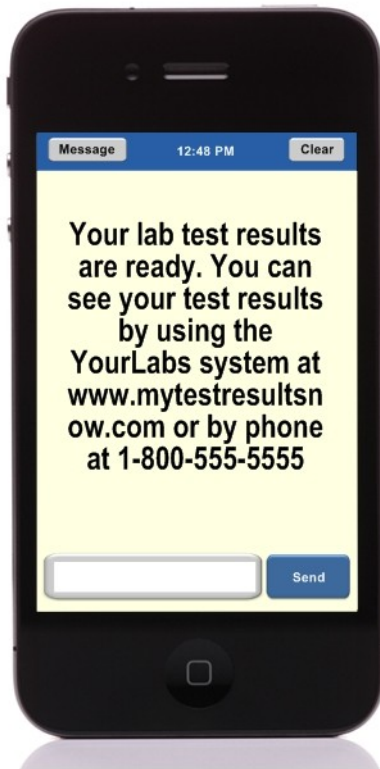 Message 12:48 PM Clear
Your lab test results
are ready. You can
see your test results
by using the
YourLabs system at
www.mytestresultsn
ow.com or by phone
at 1-800-555-5555
Send